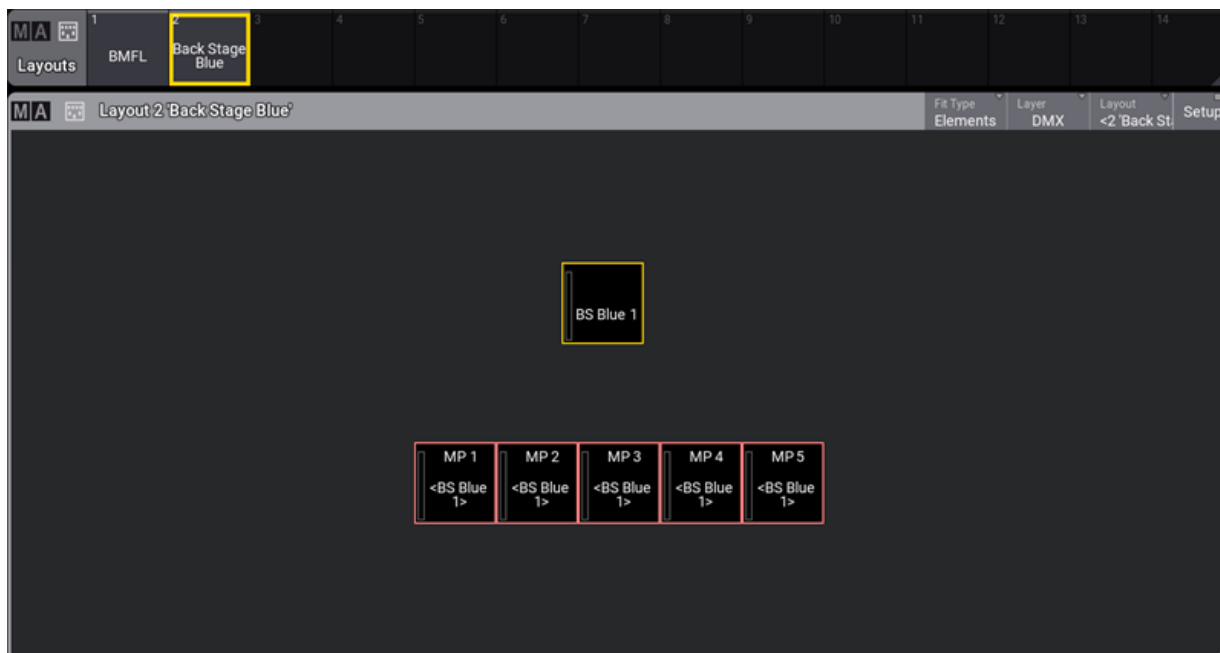 MA
Layouts
1
BMFL
2
Back Stage
Blue
3
4
5
6
7
8
9
10
11
12
13
14
MA
Layout 2 'Back Stage Blue'
Fit Type
Elements
Layer
DMX
Layout
<2 'Back St
Setup
BS Blue 1
MP 1
<BS Blue
1>
MP 2
<BS Blue
1>
MP 3
<BS Blue
1>
MP 4
<BS Blue
1>
MP 5
<BS Blue
1>